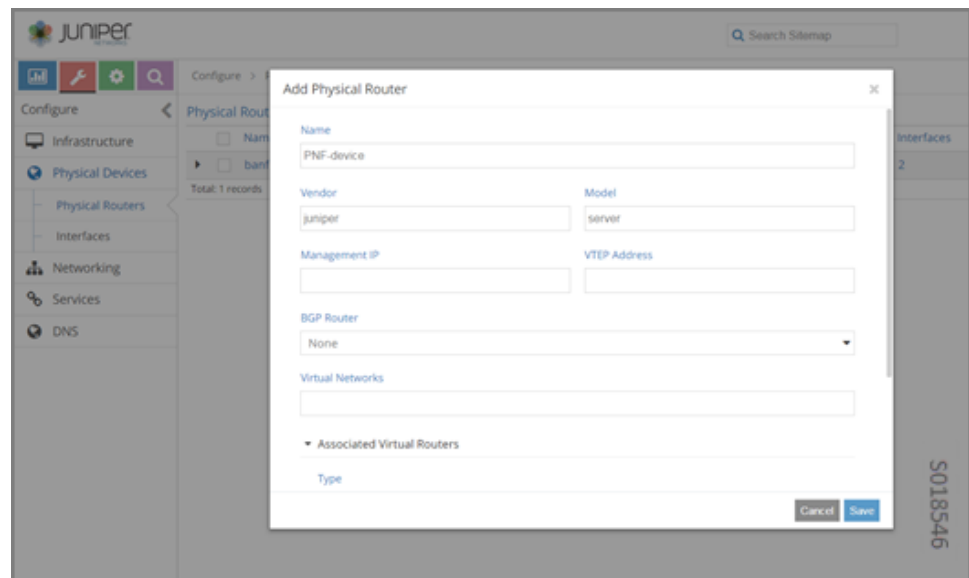 JUNIPER
NETWORKS
Search Sitemap
Configure >
Configure
Infrastructure
Physical Devices
Physical Routers
Interfaces
Networking
Services
DNS
Physical Rout
Nam
Interfaces
2
Total: 1 records
Add Physical Router
×
Name
PNF-device
Vendor Model
juniper server
Management IP VTEP Address
BGP Router
None
Virtual Networks
Associated Virtual Routers
Type
Cancel Save
S018546